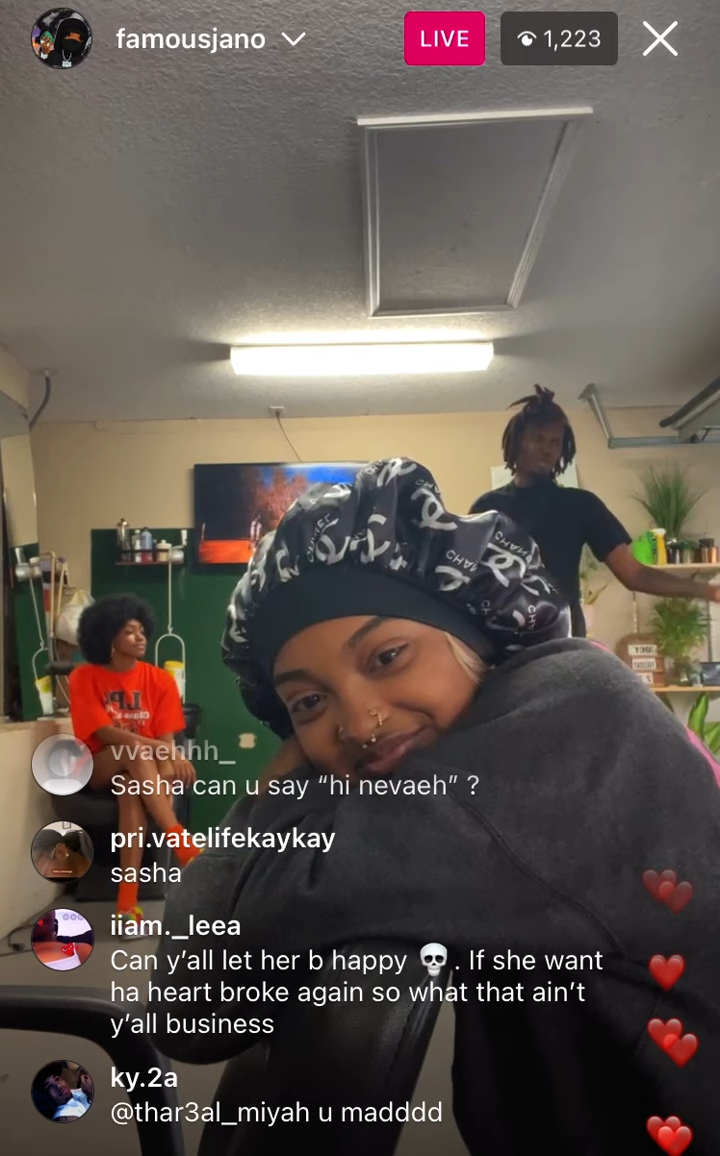 famousjano
LIVE
1,223
CHANEL
vvaehhh_
Sasha can u say “hi nevaeh” ?
pri.vatelifekaykay
sasha
iiam._leea
Can y’all let her b happy 💀. If she want
ha heart broke again so what that ain’t
y’all business
ky.2a
@thar3al_miyah u madddd